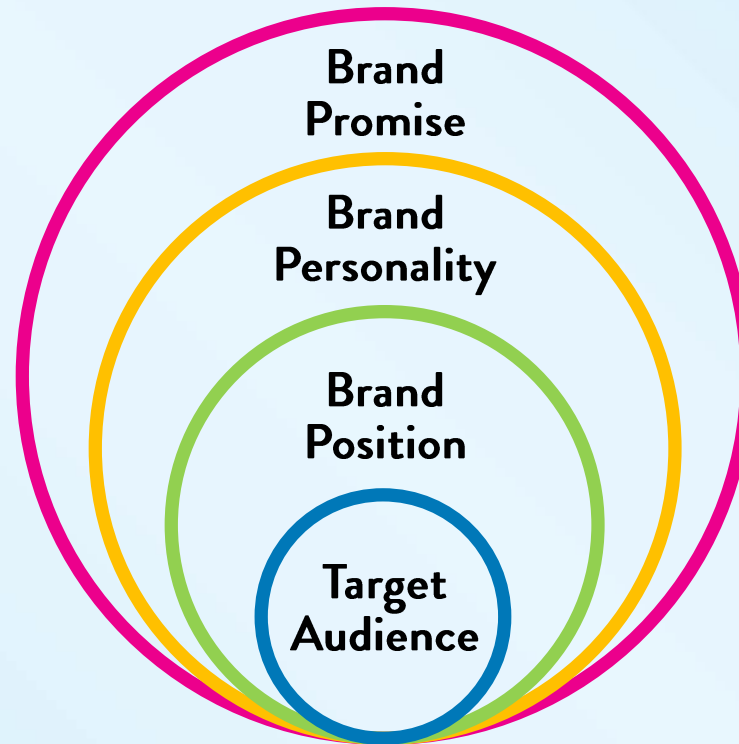 Brand
Promise
Brand
Personality
Brand
Position
Target
Audience